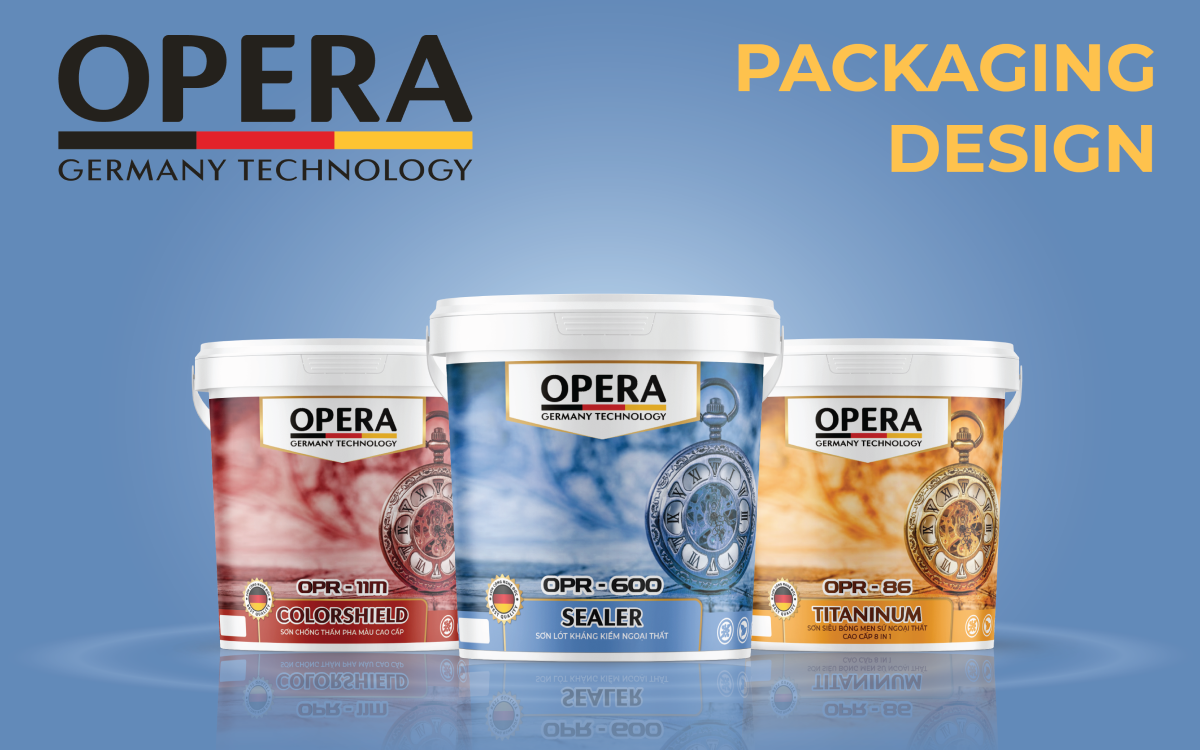 OPERA
GERMANY TECHNOLOGY
PACKAGING
DESIGN
OPERA
GERMANY TECHNOLOGY
OPR - 11M
COLORSHIELD
SƠN CHỐNG THẤM PHA MÀU CAO CẤP
OPERA
GERMANY TECHNOLOGY
OPR - 600
SEALER
SƠN LÓT KHÁNG KIỀM NGOẠI THẤT
OPERA
GERMANY TECHNOLOGY
OPR - 86
TITANINUM
SƠN SIÊU BÓNG MEN SỨ NGOẠI THẤT
CAO CẤP 8 IN 1